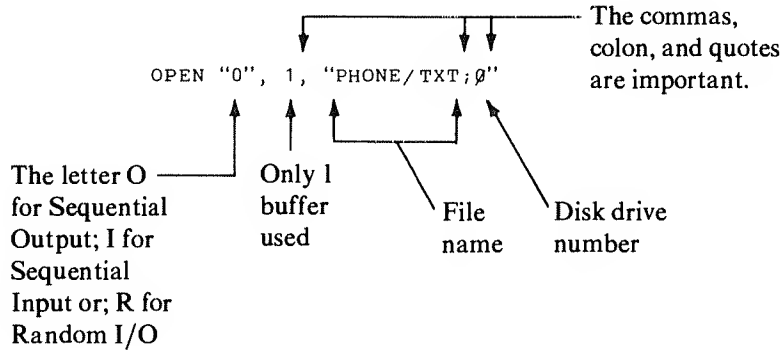 The commas,
colon, and quotes
are important.
OPEN "O", 1, "PHONE/TXT;Ø"
The letter O
for Sequential
Output; I for
Sequential
Input or; R for
Random I/O
Only 1
buffer
used
File
name
Disk drive
number